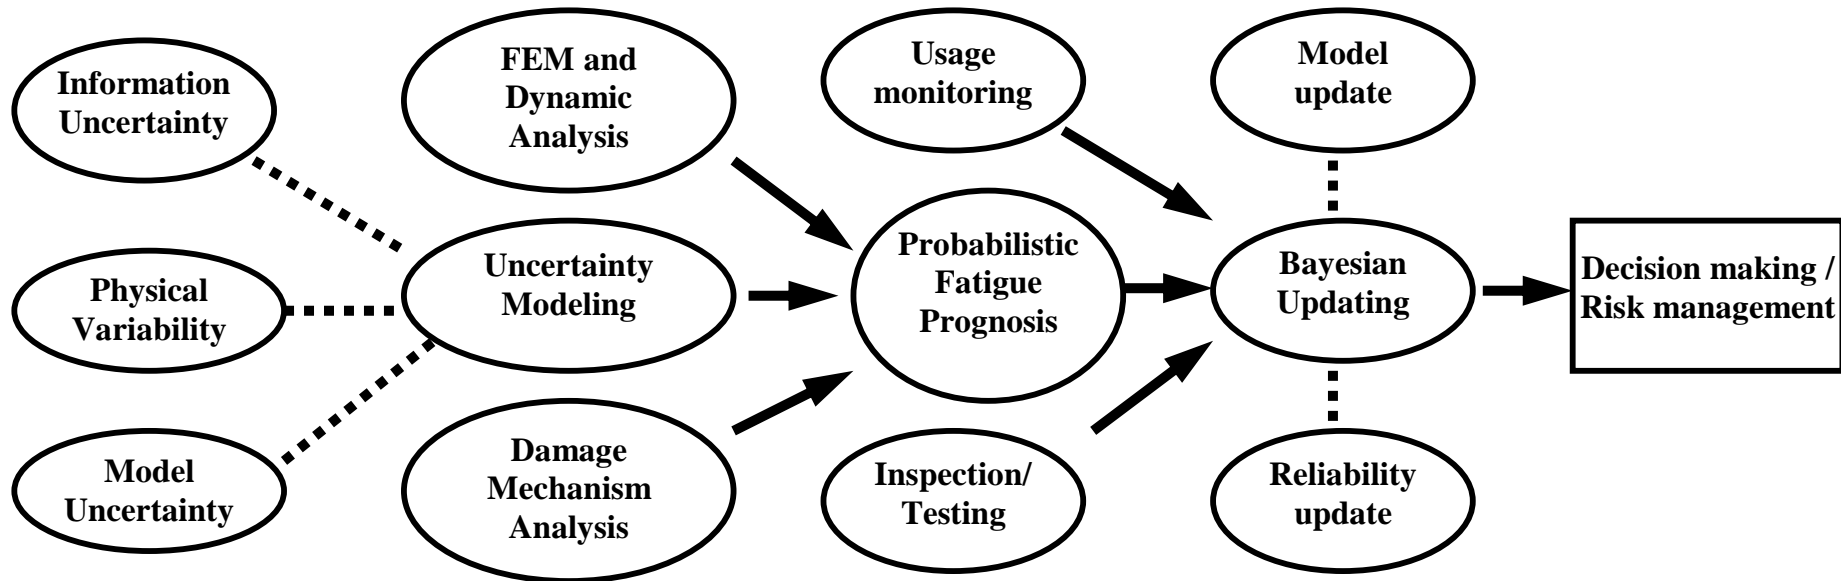 Information
Uncertainty
Physical
Variability
Model
Uncertainty
FEM and
Dynamic
Analysis
Uncertainty
Modeling
Damage
Mechanism
Analysis
Usage
monitoring
Probabilistic
Fatigue
Prognosis
Inspection/
Testing
Model
update
Bayesian
Updating
Reliability
update
Decision making /
Risk management